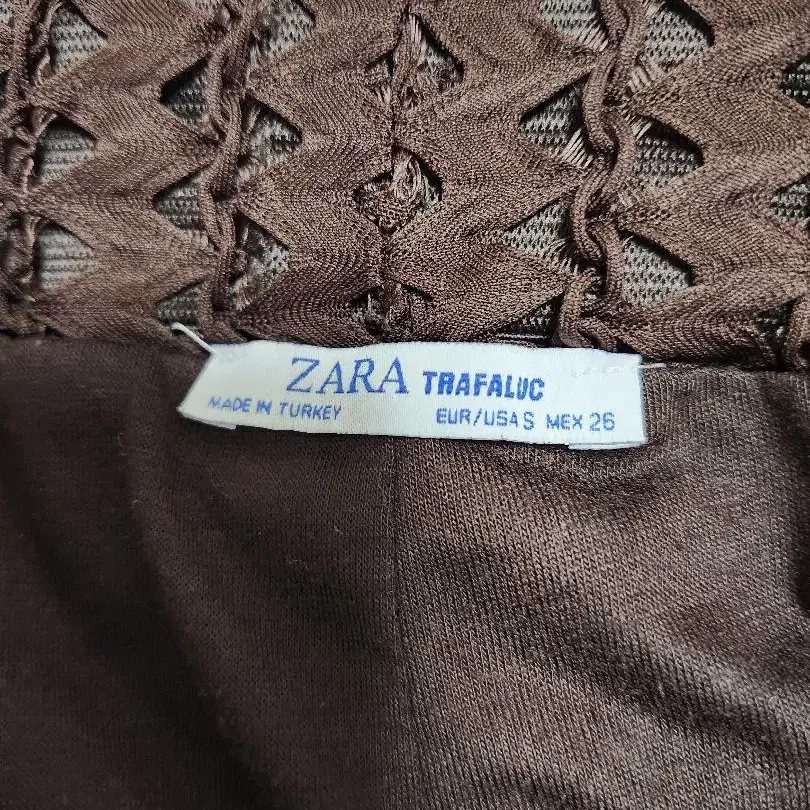 ZARA TRAFALUC
MADE IN TURKEY EUR/USA S MEX 26